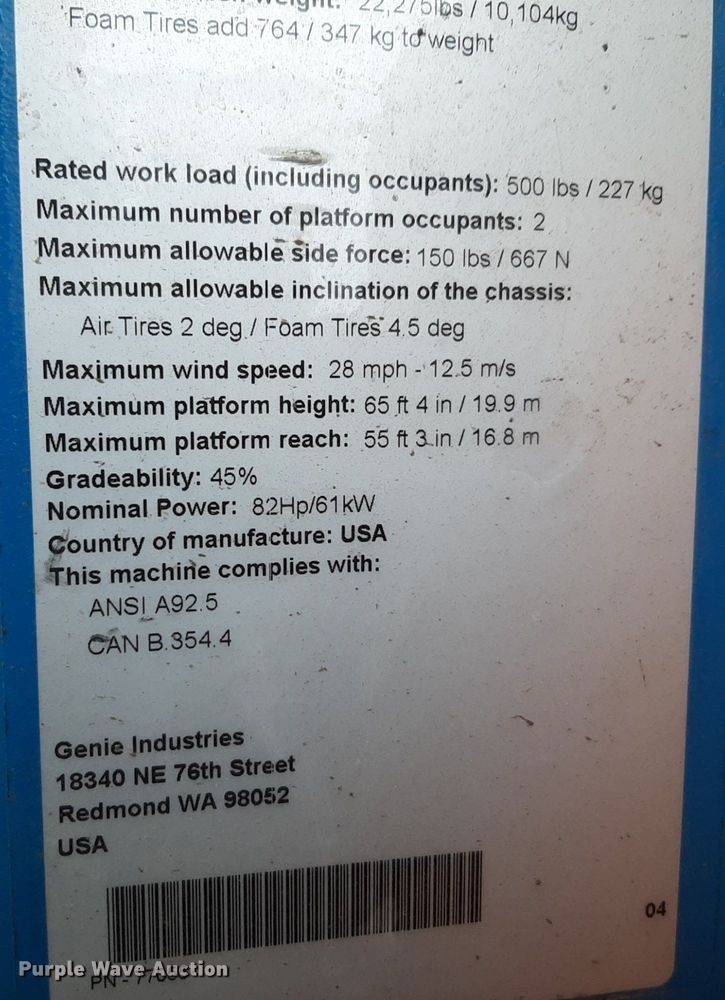 22,275lbs / 10,104kg
Foam Tires add 764 / 347 kg to weight
Rated work load (including occupants): 500 lbs / 227 kg
Maximum number of platform occupants: 2
Maximum allowable side force: 150 lbs / 667 N
Maximum allowable inclination of the chassis:
Air Tires 2 deg / Foam Tires 4.5 deg
Maximum wind speed: 28 mph - 12.5 m/s
Maximum platform height: 65 ft 4 in / 19.9 m
Maximum platform reach: 55 ft 3 in / 16.8 m
Gradeability: 45%
Nominal Power: 82Hp/61kW
Country of manufacture: USA
This machine complies with:
ANSI A92.5
CAN B.354.4
Genie Industries
18340 NE 76th Street
Redmond WA 98052
USA
04
Purple Wave Auction
PN -